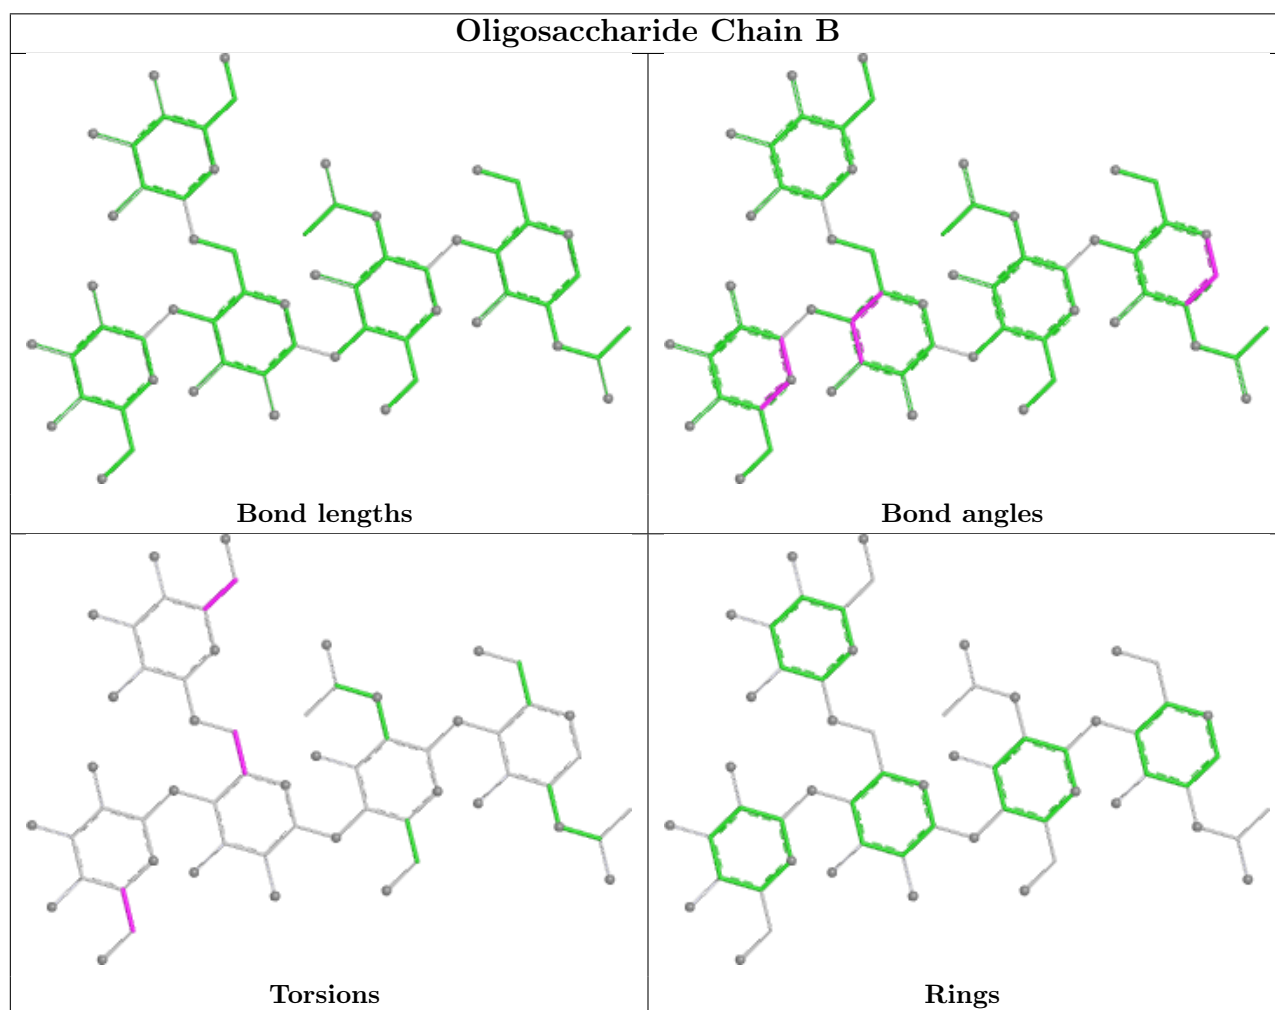 Oligosaccharide Chain B
Bond lengths
Bond angles
Torsions
Rings